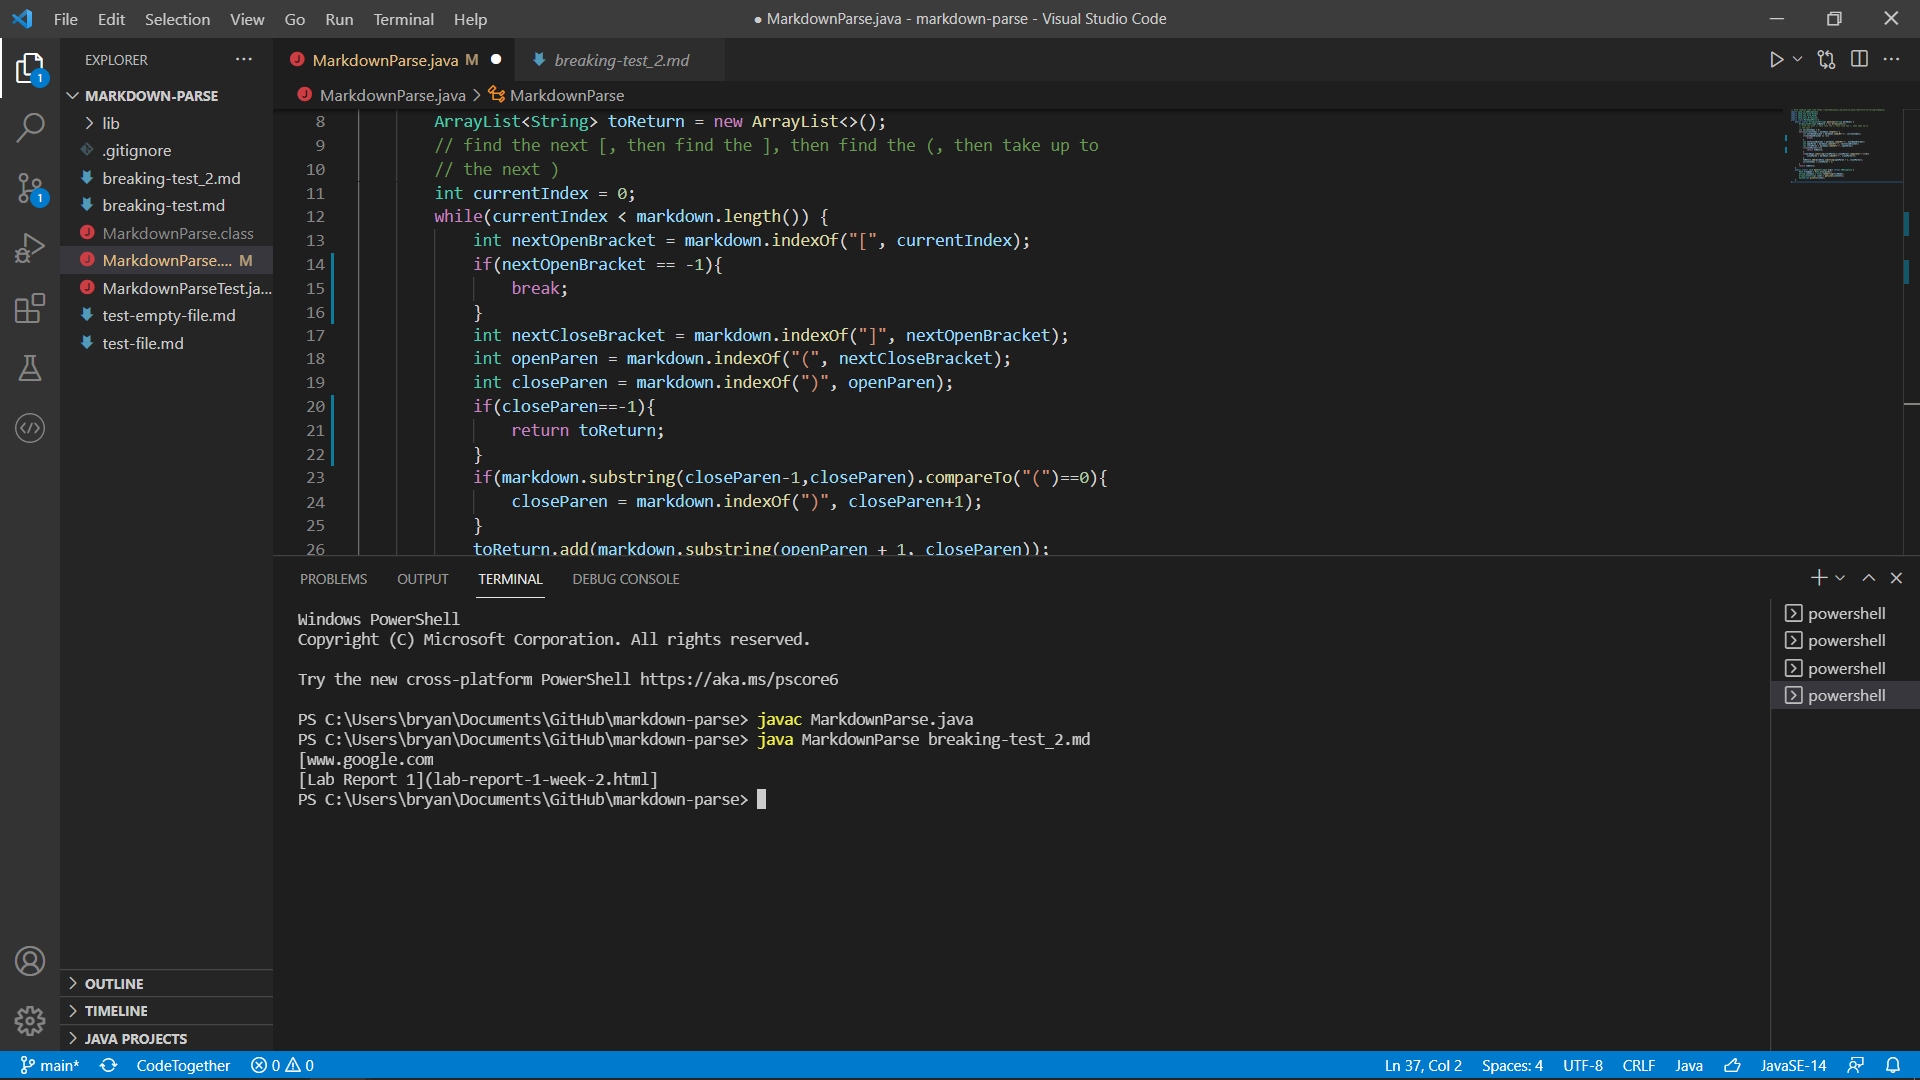 File Edit Selection View Go Run Terminal Help
● MarkdownParse.java - markdown-parse - Visual Studio Code
EXPLORER
MARKDOWN-PARSE
lib
.gitignore
breaking-test_2.md
breaking-test.md
MarkdownParse.class
MarkdownParse.... M
MarkdownParseTest.ja...
test-empty-file.md
test-file.md
OUTLINE
TIMELINE
JAVA PROJECTS
1
1
MarkdownParse.java M
breaking-test_2.md
MarkdownParse.java > MarkdownParse
8 ArrayList<String> toReturn = new ArrayList<>();
9 // find the next [, then find the ], then find the (, then take up to
10 // the next )
11 int currentIndex = 0;
12 while(currentIndex < markdown.length()) {
13 int nextOpenBracket = markdown.indexOf("[", currentIndex);
14 if(nextOpenBracket == -1){
15 break;
16 }
17 int nextCloseBracket = markdown.indexOf("]", nextOpenBracket);
18 int openParen = markdown.indexOf("(", nextCloseBracket);
19 int closeParen = markdown.indexOf(")", openParen);
20 if(closeParen==-1){
21 return toReturn;
22 }
23 if(markdown.substring(closeParen-1,closeParen).compareTo("(")==0){
24 closeParen = markdown.indexOf(")", closeParen+1);
25 }
26 toReturn.add(markdown.substring(openParen + 1, closeParen));
PROBLEMS OUTPUT TERMINAL DEBUG CONSOLE
Windows PowerShell
Copyright (C) Microsoft Corporation. All rights reserved.
Try the new cross-platform PowerShell https://aka.ms/pscore6
PS C:\Users\bryan\Documents\GitHub\markdown-parse> javac MarkdownParse.java
PS C:\Users\bryan\Documents\GitHub\markdown-parse> java MarkdownParse breaking-test_2.md
[www.google.com
[Lab Report 1](lab-report-1-week-2.html]
PS C:\Users\bryan\Documents\GitHub\markdown-parse>
powershell
powershell
powershell
powershell
main* CodeTogether 0 0
Ln 37, Col 2 Spaces: 4 UTF-8 CRLF Java JavaSE-14